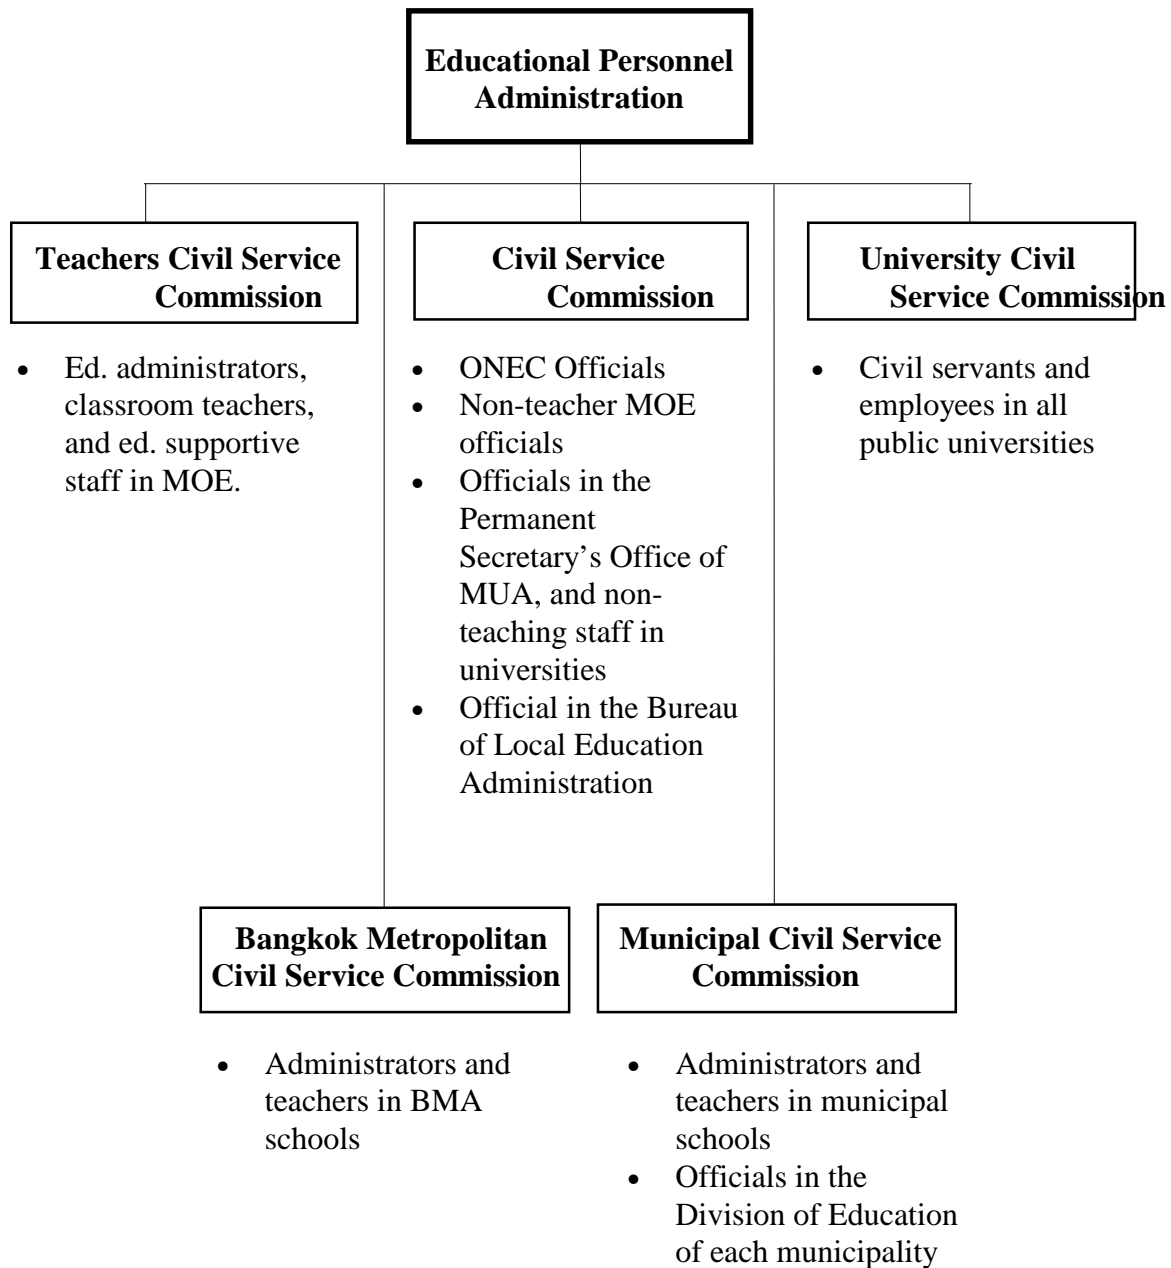 Educational Personnel
Administration
Teachers Civil Service
Commission
• Ed. administrators,
classroom teachers,
and ed. supportive
staff in MOE.
Civil Service
Commission
• ONEC Officials
• Non-teacher MOE
officials
• Officials in the
Permanent
Secretary’s Office of
MUA, and non-
teaching staff in
universities
• Official in the Bureau
of Local Education
Administration
University Civil
Service Commission
• Civil servants and
employees in all
public universities
Bangkok Metropolitan
Civil Service Commission
• Administrators and
teachers in BMA
schools
Municipal Civil Service
Commission
• Administrators and
teachers in municipal
schools
• Officials in the
Division of Education
of each municipality